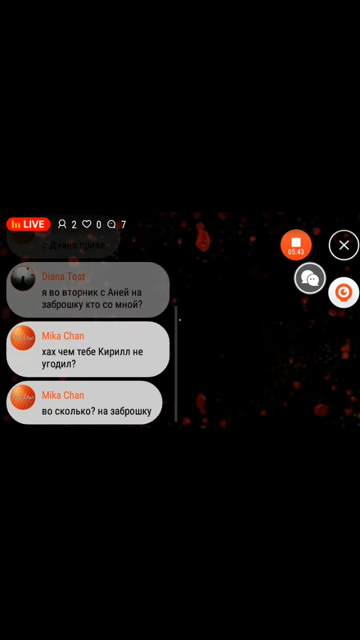 LIVE 2 0 7
с Диана
05:43
Diana Tost
я во вторник с Аней на
заброшку кто со мной?
Mika Chan
хах чем тебе Кирилл не
угодил?
Mika Chan
во сколько? на заброшку